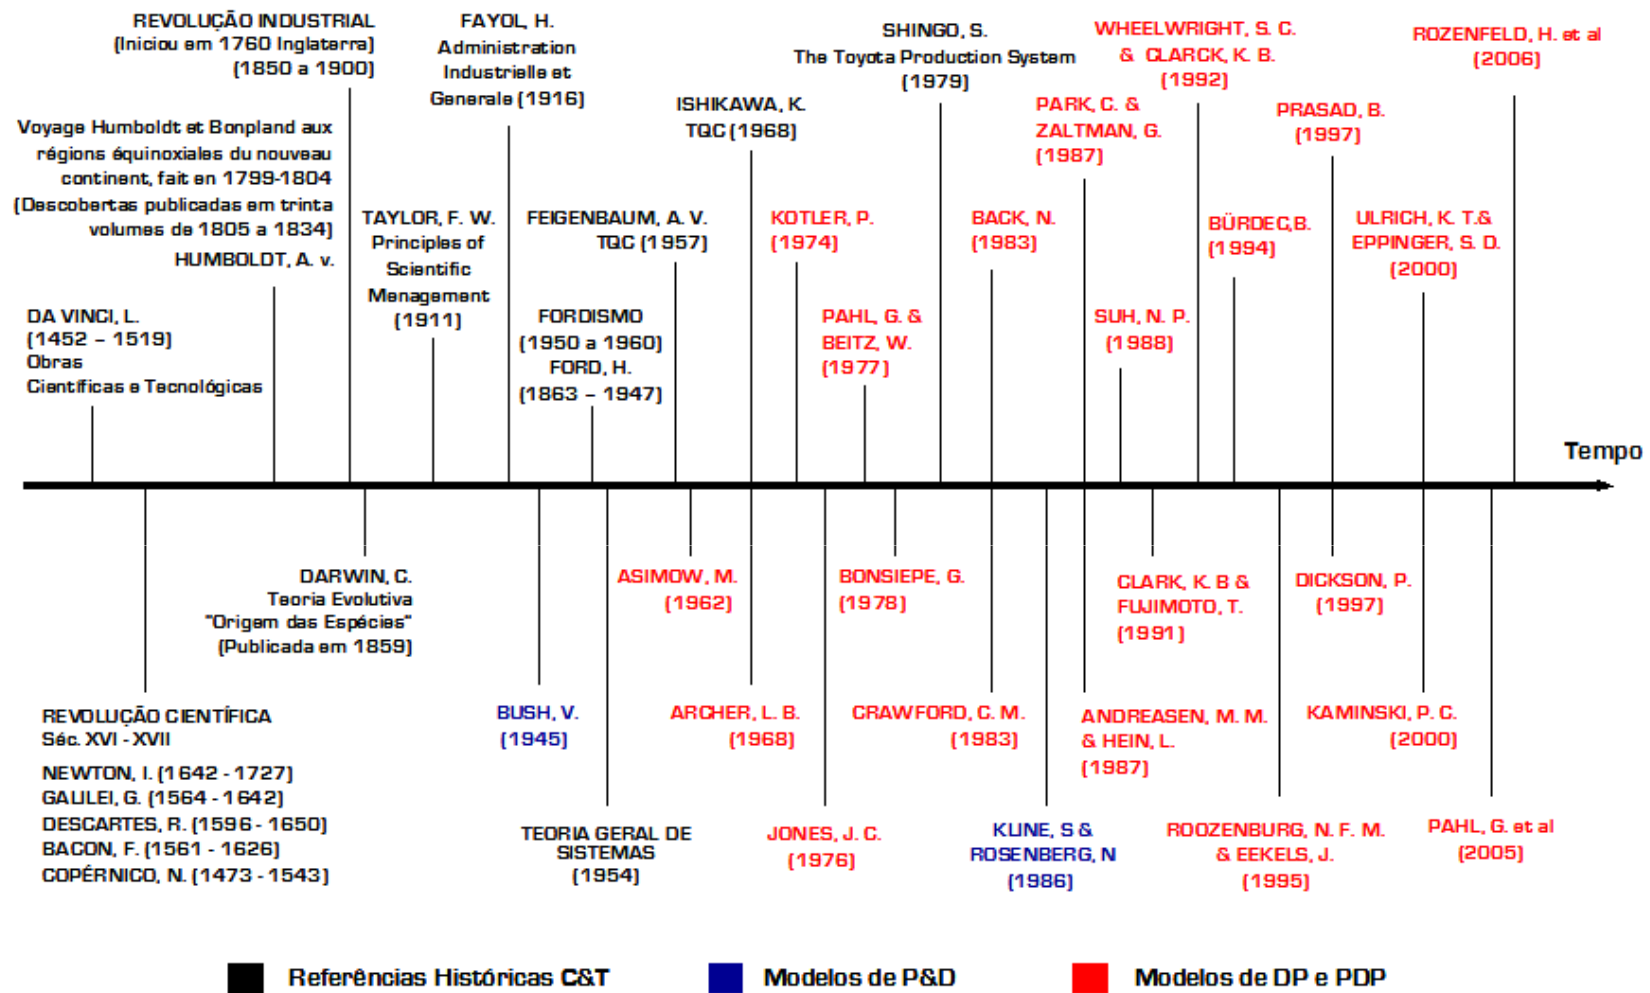 REVOLUÇÃO INDUSTRIAL
(Iniciou em 1760 Inglaterra)
(1850 a 1900)
FAYOL, H.
Administration
Industrielle et
Generale (1916)
SHINGO, S.
The Toyota Production System
(1979)
WHEELWRIGHT, S. C.
& CLARCK, K. B.
(1992)
ROZENFELD, H. et al
(2006)
Voyage Humboldt et Bonpland aux
régions équinoxiales du nouveau
continent, fait en 1799-1804
(Descobertas publicadas em trinta
volumes de 1805 a 1834)
HUMBOLDT, A. v.
ISHIKAWA, K.
TQC (1968)
PARK, C. &
ZALTMAN, G.
(1987)
PRASAD, B.
(1997)
TAYLOR, F. W.
Principles of
Scientific
Menagement
(1911)
FEIGENBAUM, A. V.
TQC (1957)
KOTLER, P.
(1974)
BACK, N.
(1983)
BÜRDEC,B.
(1994)
ULRICH, K. T.&
EPPINGER, S. D.
(2000)
DA VINCI, L.
(1452 – 1519)
Obras
Científicas e Tecnológicas
FORDISMO
(1950 a 1960)
FORD, H.
(1863 – 1947)
PAHL, G. &
BEITZ, W.
(1977)
SUH, N. P.
(1988)
Tempo
DARWIN, C.
Teoria Evolutiva
"Origem das Espécies"
(Publicada em 1859)
ASIMOW, M.
(1962)
BONSIEPE, G.
(1978)
CLARK, K. B &
FUJIMOTO, T.
(1991)
DICKSON, P.
(1997)
REVOLUÇÃO CIENTÍFICA
Séc. XVI - XVII
NEWTON, I. (1642 - 1727)
GALILEI, G. (1564 - 1642)
DESCARTES, R. (1596 - 1650)
BACON, F. (1561 - 1626)
COPÉRNICO, N. (1473 - 1543)
BUSH, V.
(1945)
ARCHER, L. B.
(1968)
CRAWFORD, C. M.
(1983)
ANDREASEN, M. M.
& HEIN, L.
(1987)
KAMINSKI, P. C.
(2000)
TEORIA GERAL DE
SISTEMAS
(1954)
JONES, J. C.
(1976)
KLINE, S &
ROSENBERG, N
(1986)
ROOZENBURG, N. F. M.
& EEKELS, J.
(1995)
PAHL, G. et al
(2005)
Referências Históricas C&T
Modelos de P&D
Modelos de DP e PDP